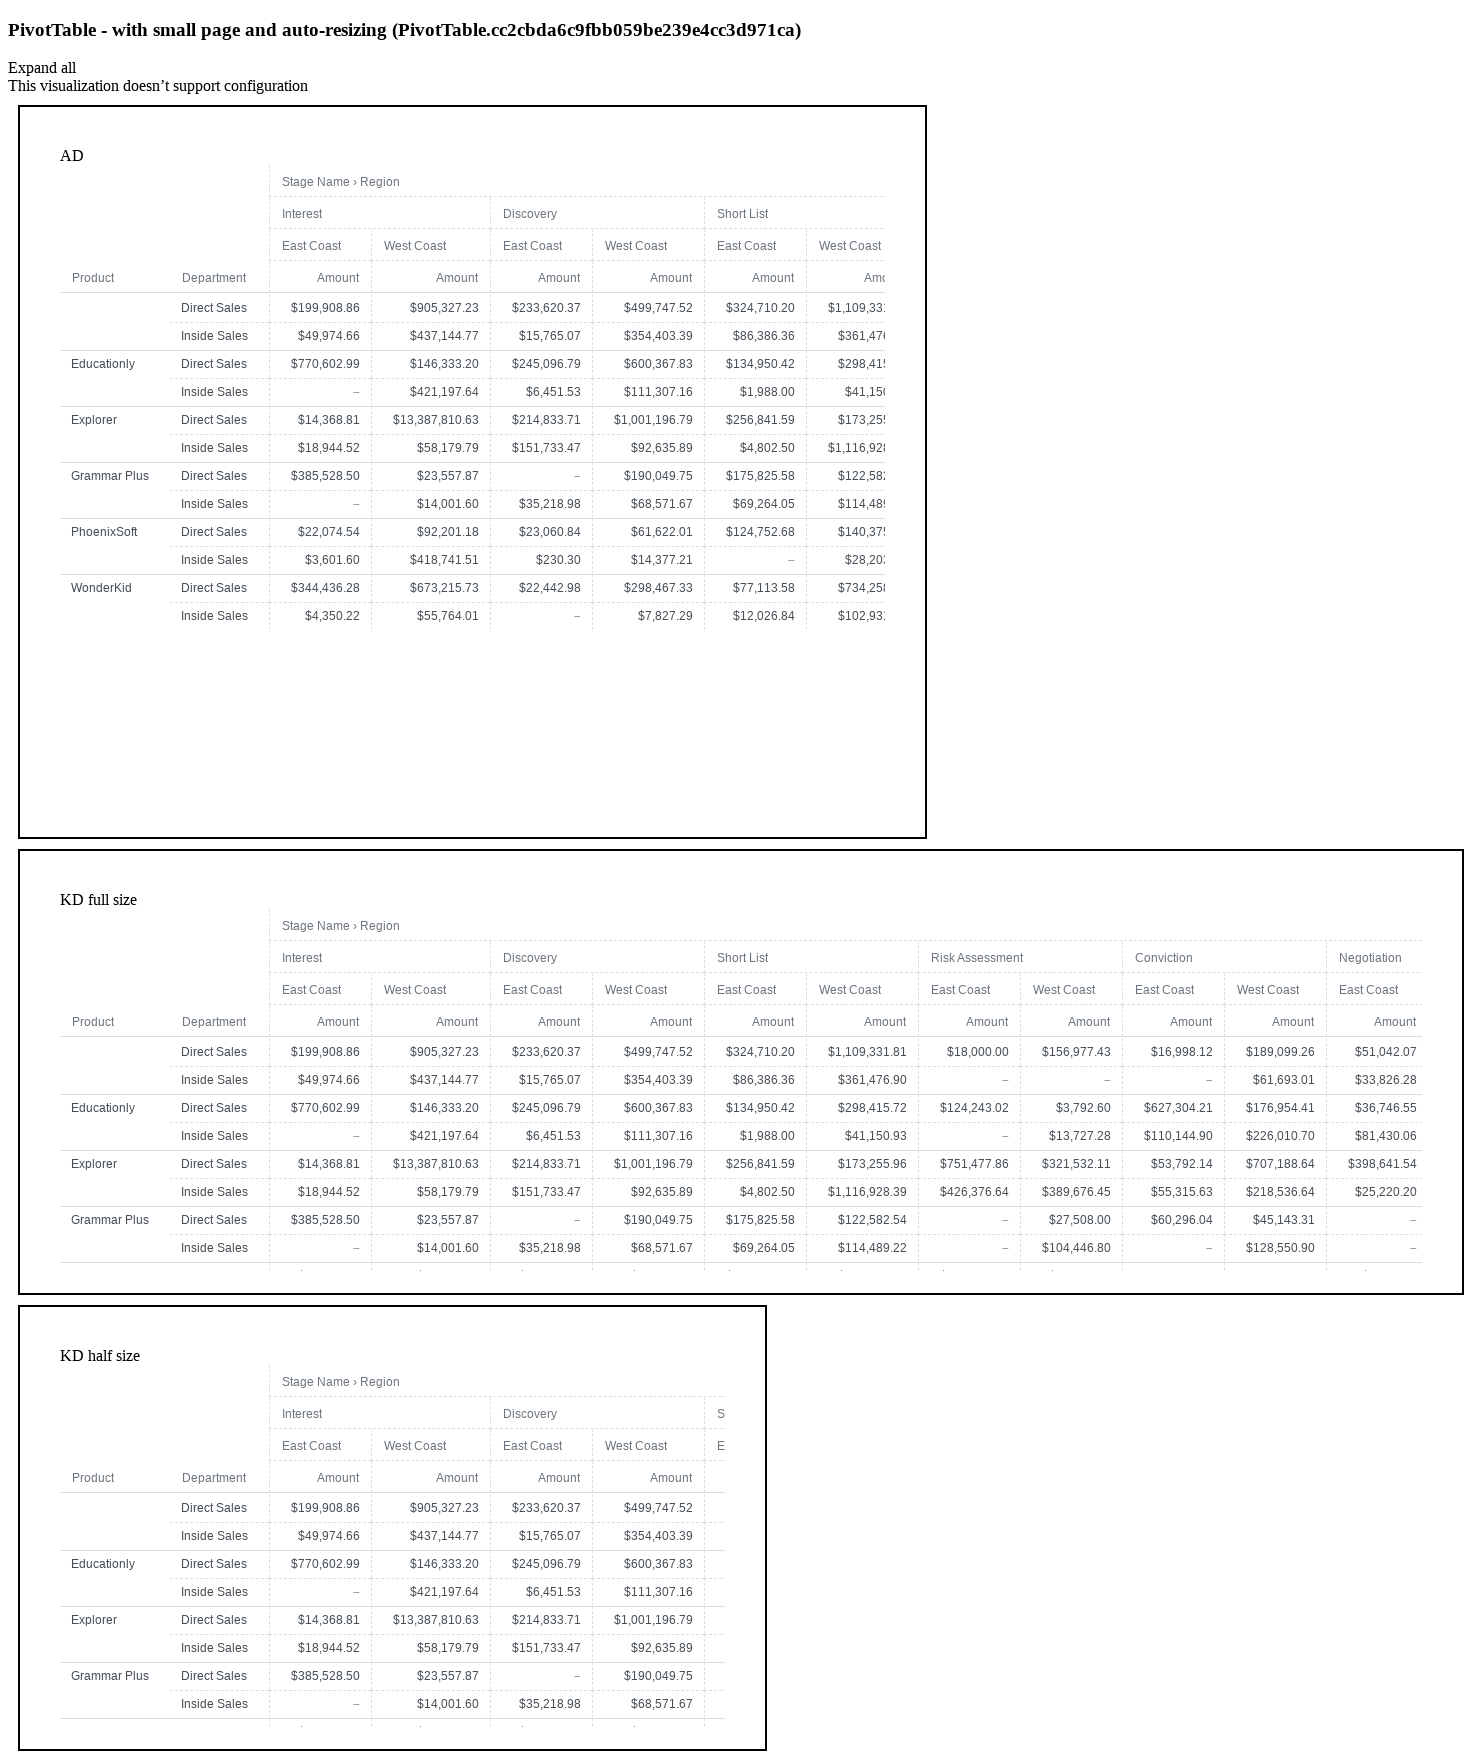 PivotTable - with small page and auto-resizing (PivotTable.cc2cbda6c9fbb059be239e4cc3d971ca)
Expand all
This visualization doesn’t support configuration
AD
Stage Name › Region
Interest Discovery Short List
East Coast West Coast East Coast West Coast East Coast West Coast
Product Department Amount Amount Amount Amount Amount Amo
Direct Sales $199,908.86 $905,327.23 $233,620.37 $499,747.52 $324,710.20 $1,109,331
Inside Sales $49,974.66 $437,144.77 $15,765.07 $354,403.39 $86,386.36 $361,476
Educationly Direct Sales $770,602.99 $146,333.20 $245,096.79 $600,367.83 $134,950.42 $298,415
Inside Sales – $421,197.64 $6,451.53 $111,307.16 $1,988.00 $41,150
Explorer Direct Sales $14,368.81 $13,387,810.63 $214,833.71 $1,001,196.79 $256,841.59 $173,255
Inside Sales $18,944.52 $58,179.79 $151,733.47 $92,635.89 $4,802.50 $1,116,928
Grammar Plus Direct Sales $385,528.50 $23,557.87 – $190,049.75 $175,825.58 $122,582
Inside Sales – $14,001.60 $35,218.98 $68,571.67 $69,264.05 $114,489
PhoenixSoft Direct Sales $22,074.54 $92,201.18 $23,060.84 $61,622.01 $124,752.68 $140,375
Inside Sales $3,601.60 $418,741.51 $230.30 $14,377.21 – $28,203
WonderKid Direct Sales $344,436.28 $673,215.73 $22,442.98 $298,467.33 $77,113.58 $734,258
Inside Sales $4,350.22 $55,764.01 – $7,827.29 $12,026.84 $102,931
KD full size
Stage Name › Region
Interest Discovery Short List Risk Assessment Conviction Negotiation
East Coast West Coast East Coast West Coast East Coast West Coast East Coast West Coast East Coast West Coast East Coast
Product Department Amount Amount Amount Amount Amount Amount Amount Amount Amount Amount Amount
Direct Sales $199,908.86 $905,327.23 $233,620.37 $499,747.52 $324,710.20 $1,109,331.81 $18,000.00 $156,977.43 $16,998.12 $189,099.26 $51,042.07
Inside Sales $49,974.66 $437,144.77 $15,765.07 $354,403.39 $86,386.36 $361,476.90 – – – $61,693.01 $33,826.28
Educationly Direct Sales $770,602.99 $146,333.20 $245,096.79 $600,367.83 $134,950.42 $298,415.72 $124,243.02 $3,792.60 $627,304.21 $176,954.41 $36,746.55
Inside Sales – $421,197.64 $6,451.53 $111,307.16 $1,988.00 $41,150.93 – $13,727.28 $110,144.90 $226,010.70 $81,430.06
Explorer Direct Sales $14,368.81 $13,387,810.63 $214,833.71 $1,001,196.79 $256,841.59 $173,255.96 $751,477.86 $321,532.11 $53,792.14 $707,188.64 $398,641.54
Inside Sales $18,944.52 $58,179.79 $151,733.47 $92,635.89 $4,802.50 $1,116,928.39 $426,376.64 $389,676.45 $55,315.63 $218,536.64 $25,220.20
Grammar Plus Direct Sales $385,528.50 $23,557.87 – $190,049.75 $175,825.58 $122,582.54 – $27,508.00 $60,296.04 $45,143.31 –
Inside Sales – $14,001.60 $35,218.98 $68,571.67 $69,264.05 $114,489.22 – $104,446.80 – $128,550.90 –
KD half size
Stage Name › Region
Interest Discovery S
East Coast West Coast East Coast West Coast E
Product Department Amount Amount Amount Amount
Direct Sales $199,908.86 $905,327.23 $233,620.37 $499,747.52
Inside Sales $49,974.66 $437,144.77 $15,765.07 $354,403.39
Educationly Direct Sales $770,602.99 $146,333.20 $245,096.79 $600,367.83
Inside Sales – $421,197.64 $6,451.53 $111,307.16
Explorer Direct Sales $14,368.81 $13,387,810.63 $214,833.71 $1,001,196.79
Inside Sales $18,944.52 $58,179.79 $151,733.47 $92,635.89
Grammar Plus Direct Sales $385,528.50 $23,557.87 – $190,049.75
Inside Sales – $14,001.60 $35,218.98 $68,571.67